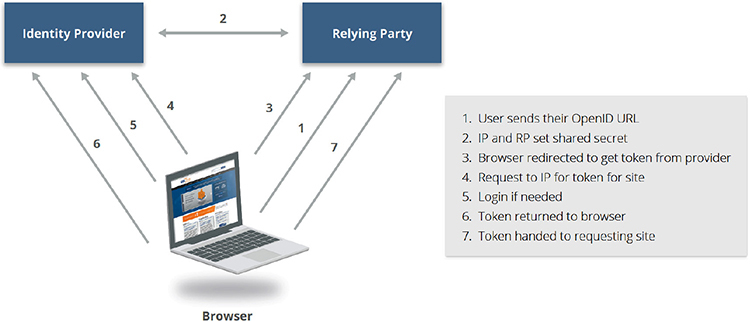 Identity Provider
2
Relying Party
4
3
5
1
6
7
1. User sends their OpenID URL
2. IP and RP set shared secret
3. Browser redirected to get token from provider
4. Request to IP for token for site
5. Login if needed
6. Token returned to browser
7. Token handed to requesting site
Browser